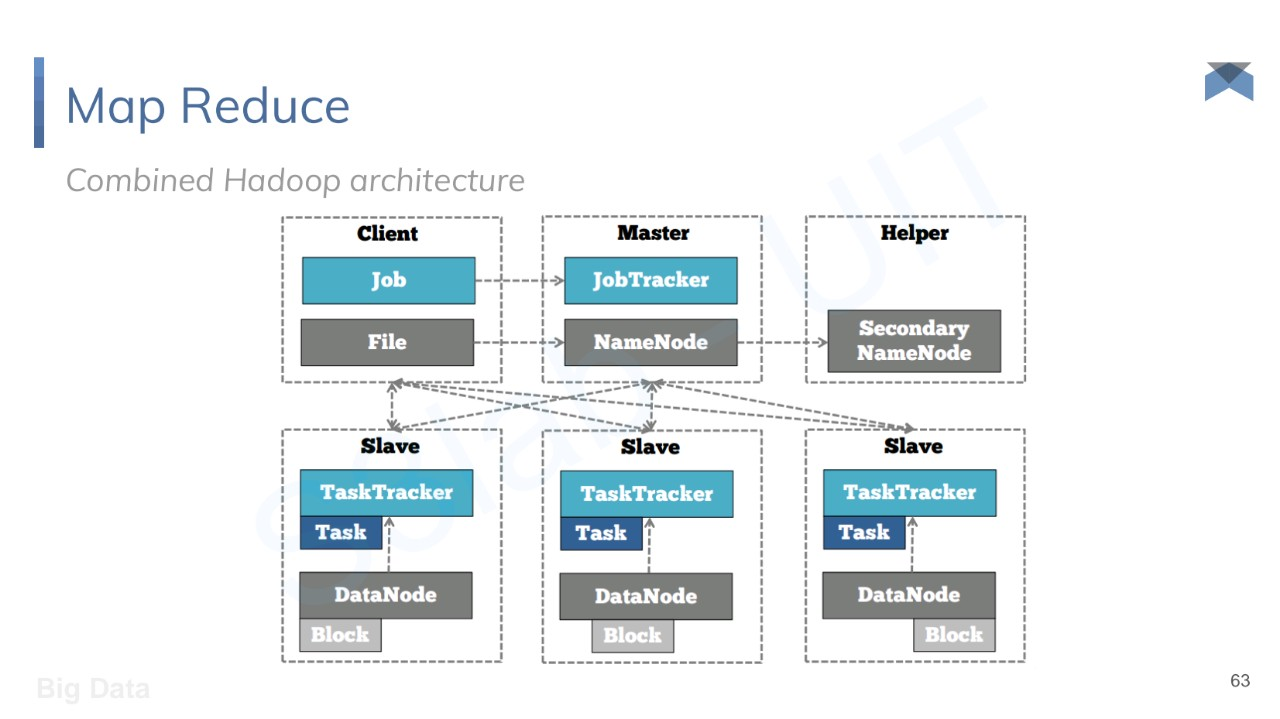 Map Reduce
Combined Hadoop architecture
Client
Job
File
Master
JobTracker
NameNode
Helper
Secondary
NameNode
Slave
TaskTracker
Task
DataNode
Block
Slave
TaskTracker
Task
DataNode
Block
Slave
TaskTracker
Task
DataNode
Block
Big Data
63